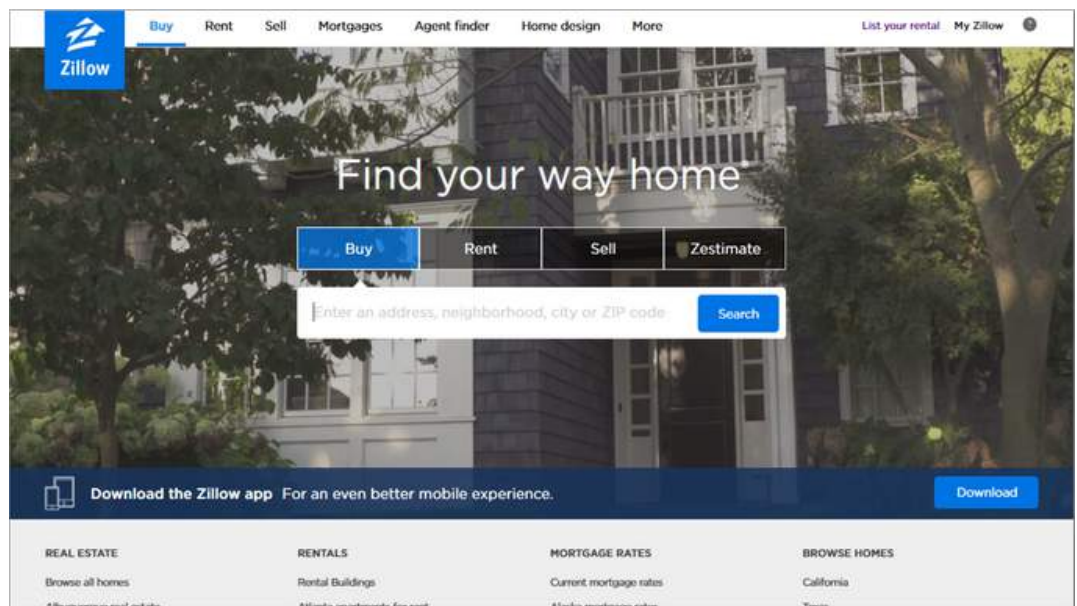 Buy Rent Sell Mortgages Agent finder Home design More List your rental My Zillow
Zillow
Find your way home
Buy Rent Sell Zestimate
Enter an address, neighborhood, city or ZIP code Search
Download the Zillow app For an even better mobile experience. Download
REAL ESTATE RENTALS MORTGAGE RATES BROWSE HOMES
Browse all homes Rental Buildings Current mortgage rates California